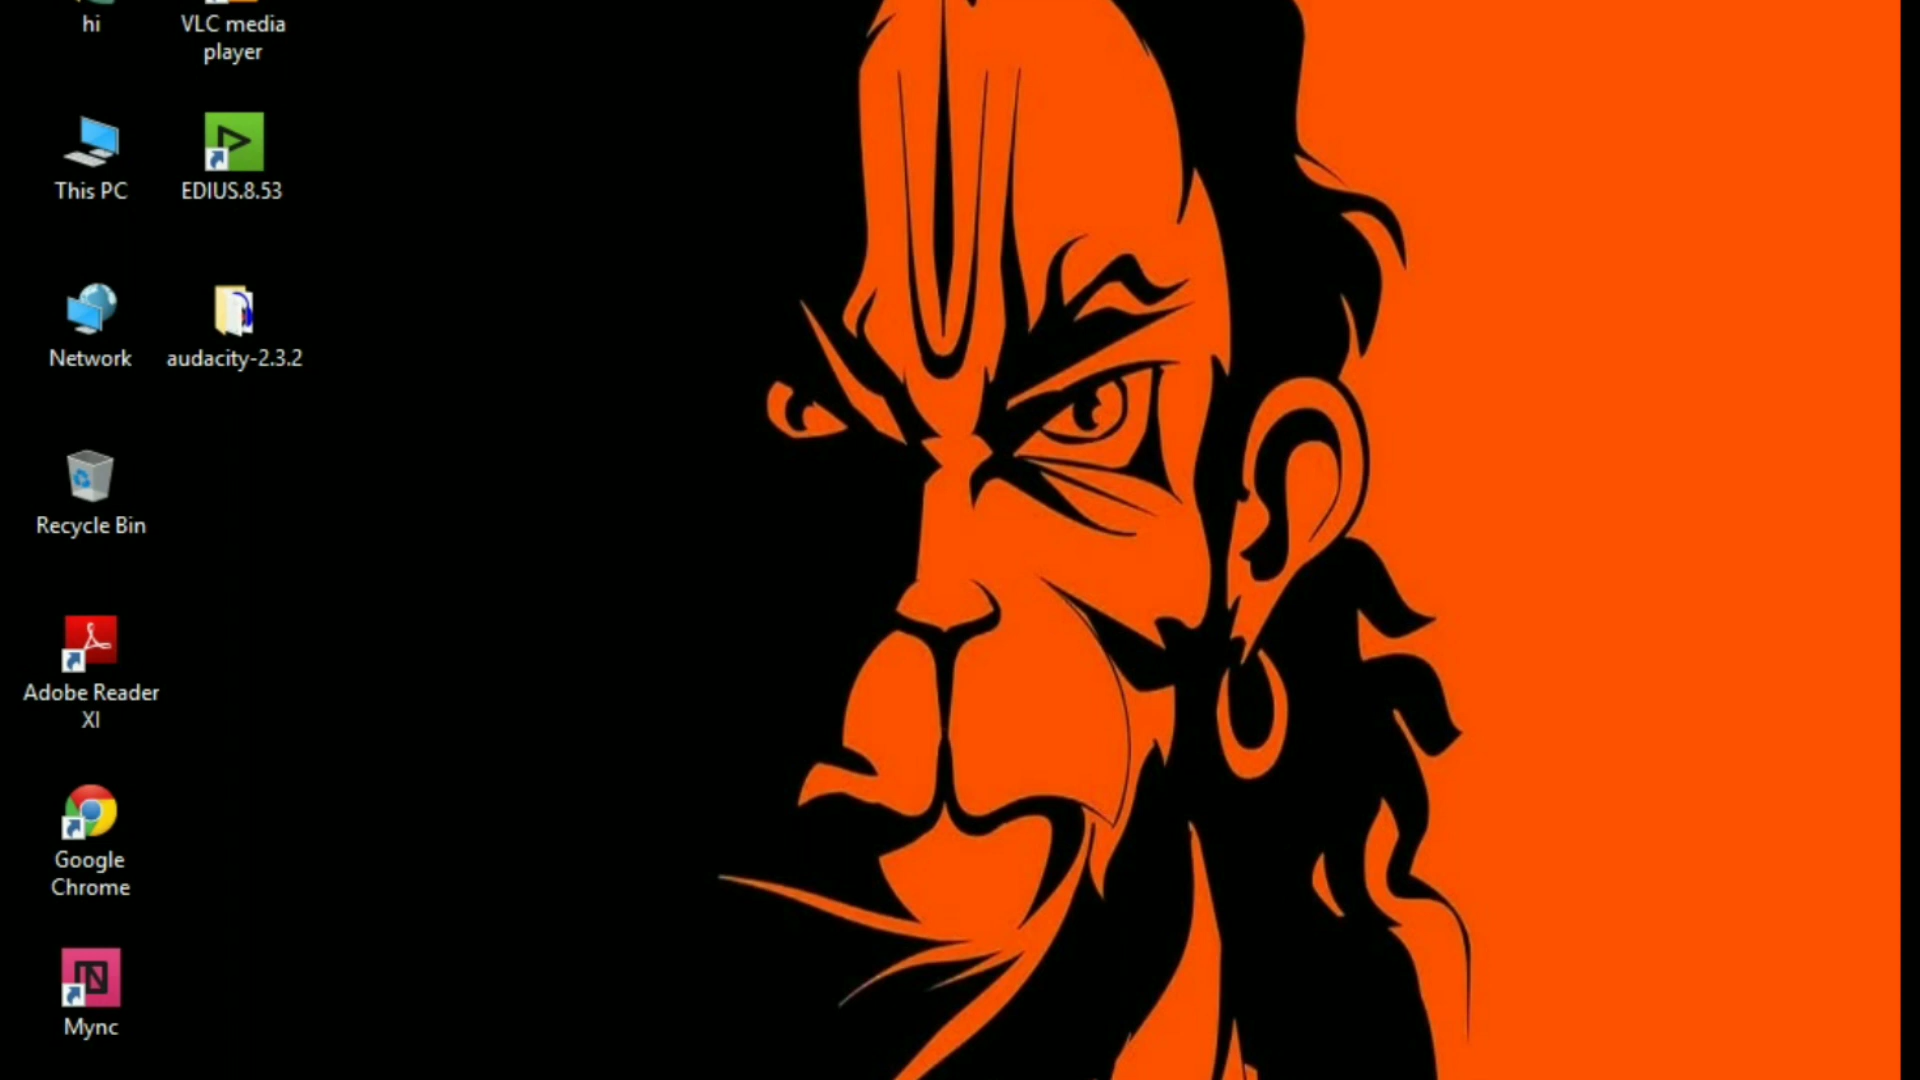 hi
VLC media
player
This PC
EDIUS.8.53
Network
audacity-2.3.2
Recycle Bin
Adobe Reader
XI
Google
Chrome
Mync